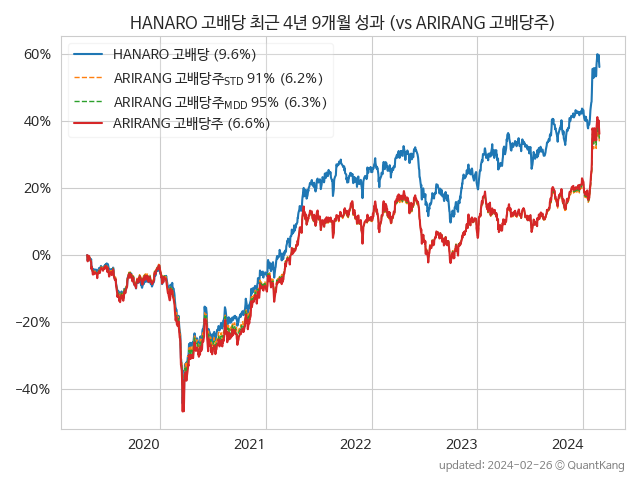 HANARO 고배당 최근 4년 9개월 성과 (vs ARIRANG 고배당주)
60%
40%
20%
0%
−20%
−40%
HANARO 고배당 (9.6%)
ARIRANG 고배당주STD 91% (6.2%)
ARIRANG 고배당주MDD 95% (6.3%)
ARIRANG 고배당주 (6.6%)
2020 2021 2022 2023 2024
updated: 2024-02-26 © QuantKang